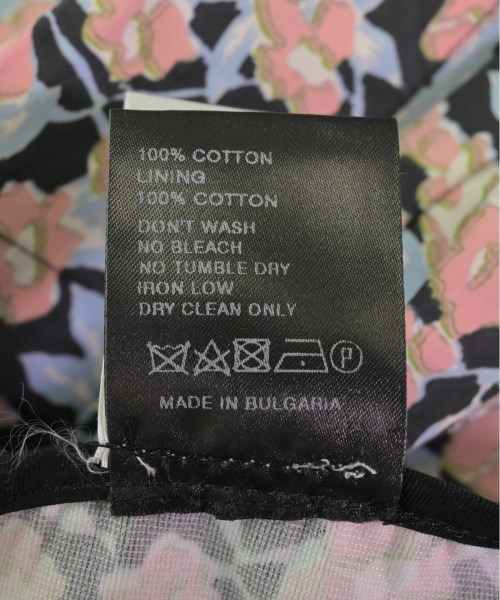 100% COTTON
LINING
100% COTTON
DON'T WASH
NO BLEACH
NO TUMBLE DRY
IRON LOW
DRY CLEAN ONLY
P
MADE IN BULGARIA